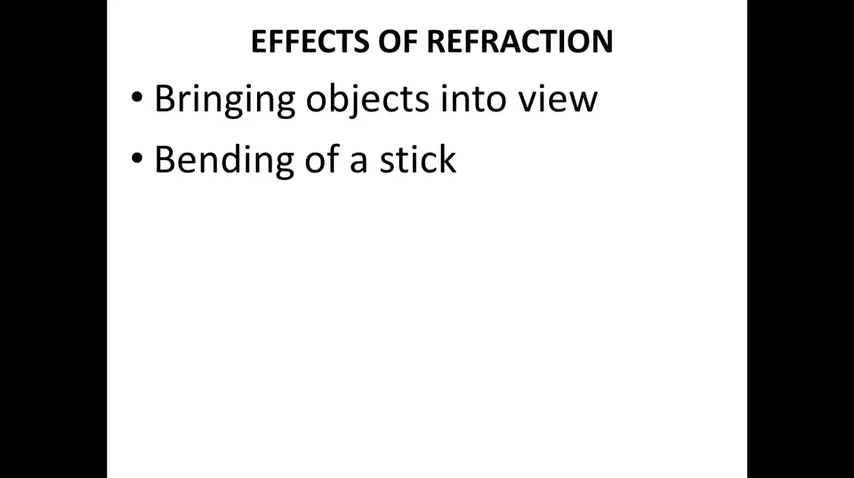 EFFECTS OF REFRACTION
• Bringing objects into view
• Bending of a stick